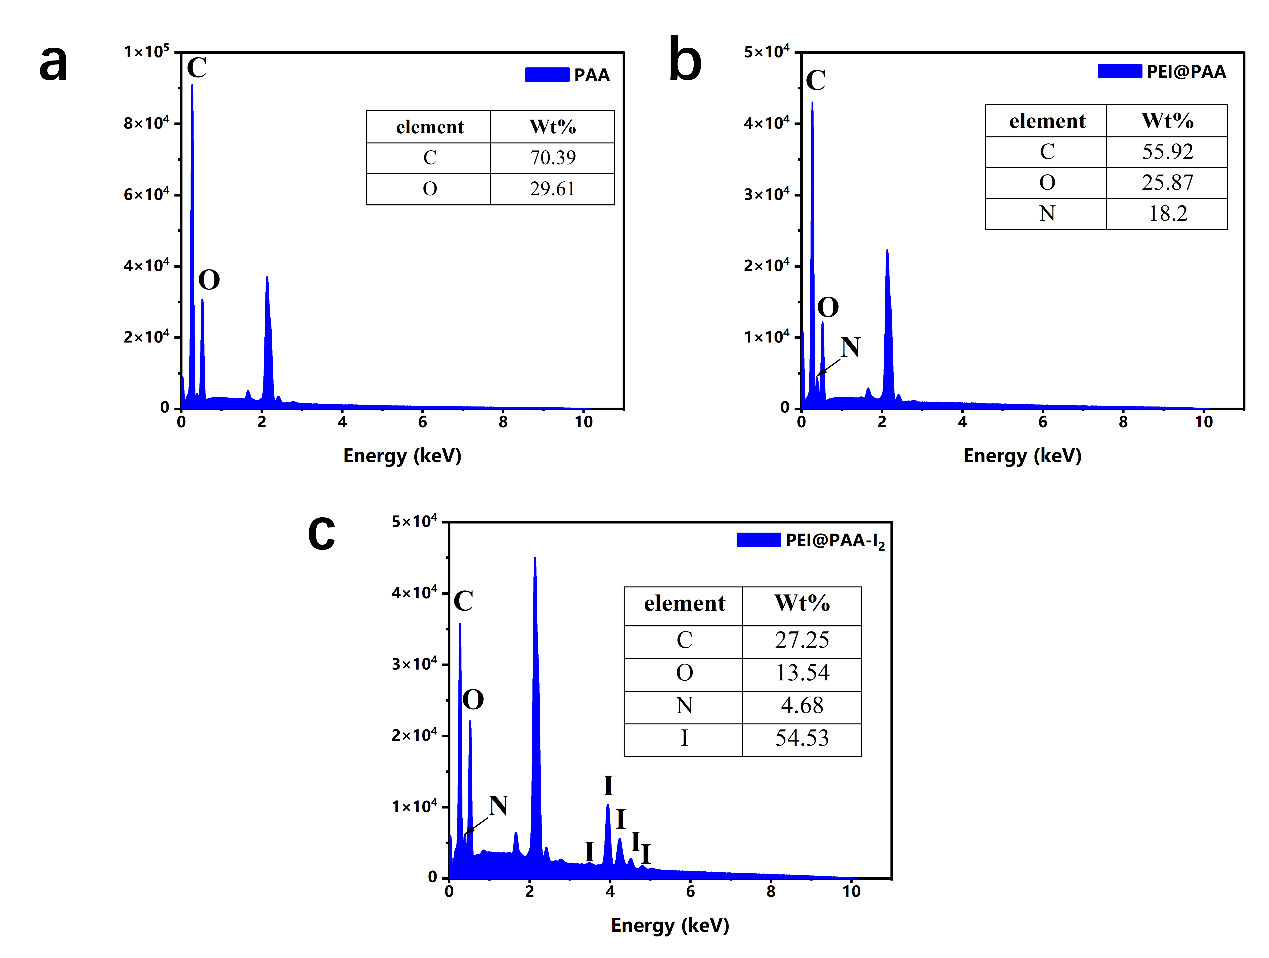 a
1×10⁵
8×10⁴
6×10⁴
4×10⁴
2×10⁴
0
C
O
PAA
element Wt%
C 70.39
O 29.61
0 2 4 6 8 10
Energy (keV)
b
5×10⁴
4×10⁴
3×10⁴
2×10⁴
1×10⁴
0
C
O
N
PEI@PAA
element Wt%
C 55.92
O 25.87
N 18.2
0 2 4 6 8 10
Energy (keV)
c
5×10⁴
4×10⁴
3×10⁴
2×10⁴
1×10⁴
0
C
O
N
I
I
I
I
I
PEI@PAA-I₂
element Wt%
C 27.25
O 13.54
N 4.68
I 54.53
0 2 4 6 8 10
Energy (keV)